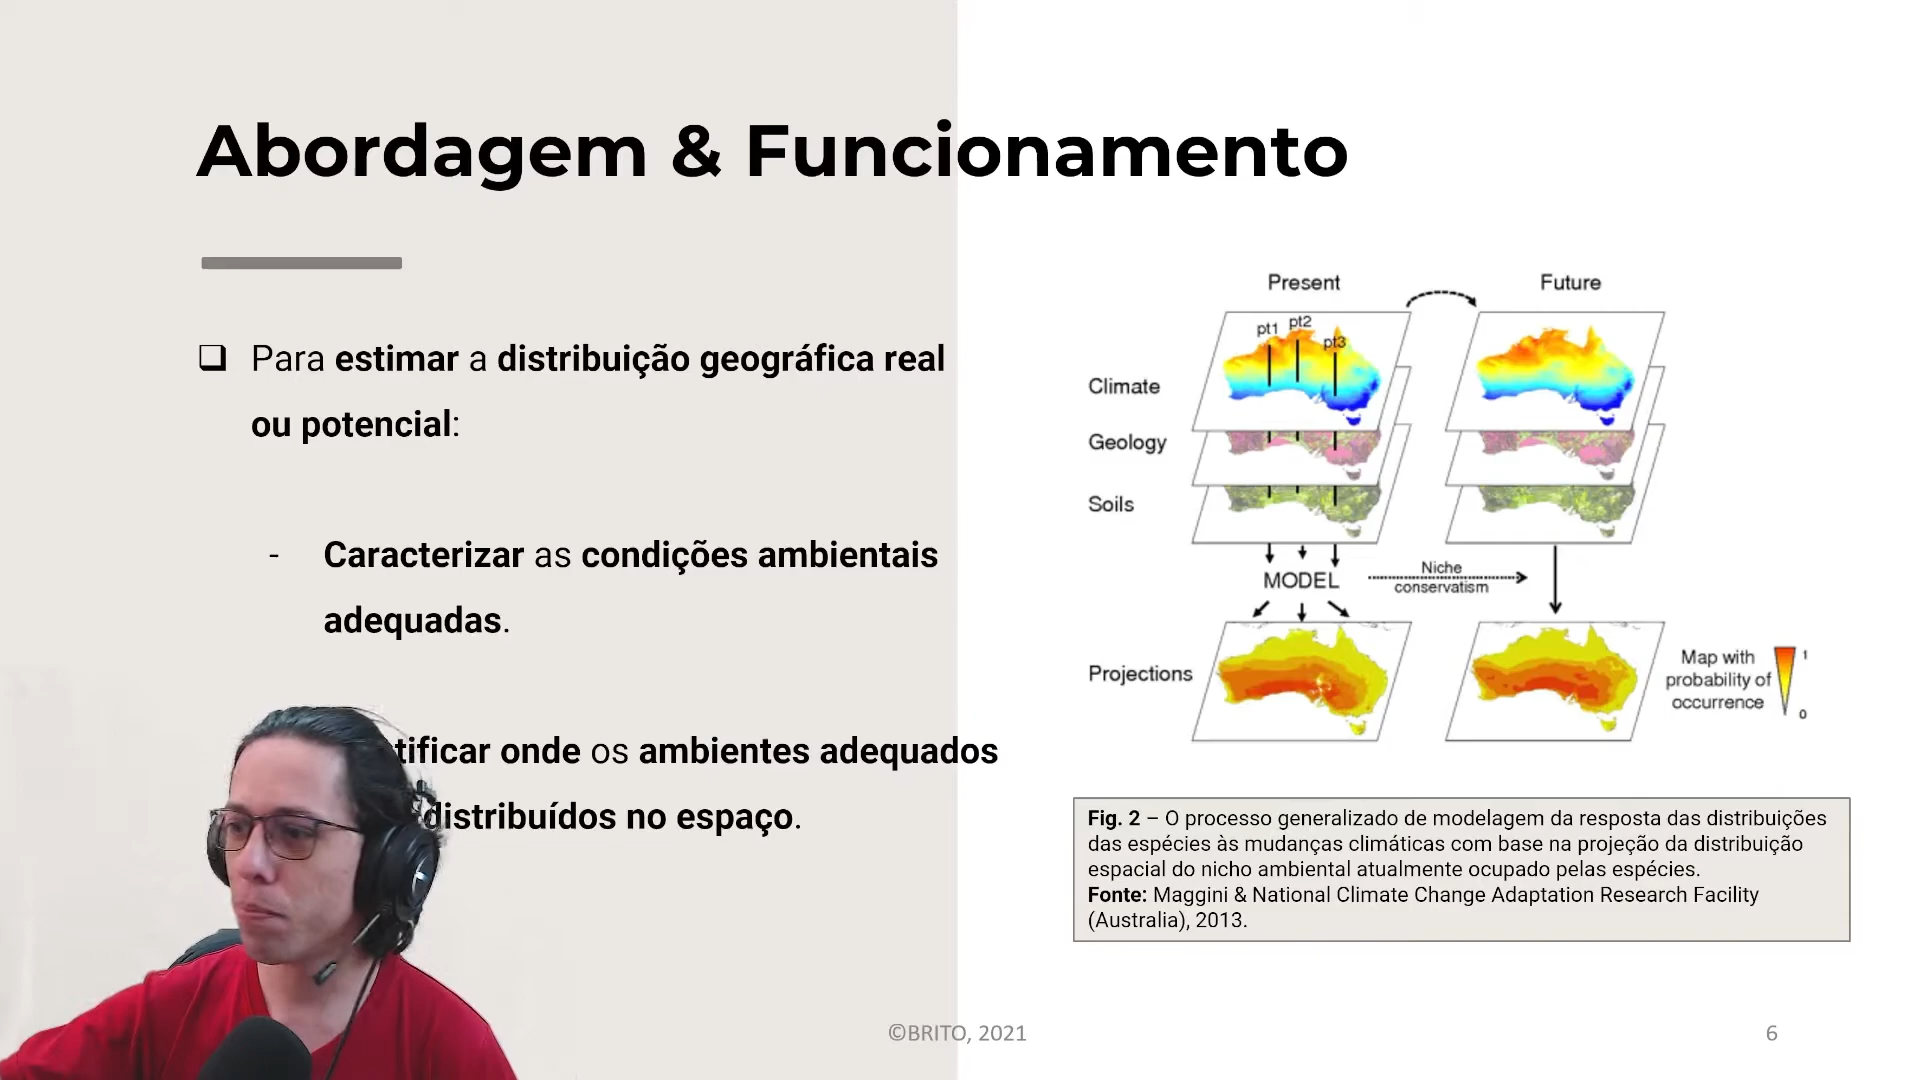 Abordagem & Funcionamento
❑ Para estimar a distribuição geográfica real
ou potencial:
- Caracterizar as condições ambientais
adequadas.
onde os ambientes adequados
distribuídos no espaço.
Present
Future
pt1 pt2
pt3
Climate
Geology
Soils
MODEL
Niche
conservatism
Projections
Map with
probability of
occurrence
1
0
Fig. 2 – O processo generalizado de modelagem da resposta das distribuições
das espécies às mudanças climáticas com base na projeção da distribuição
espacial do nicho ambiental atualmente ocupado pelas espécies.
Fonte: Maggini & National Climate Change Adaptation Research Facility
(Australia), 2013.
©BRITO, 2021
6